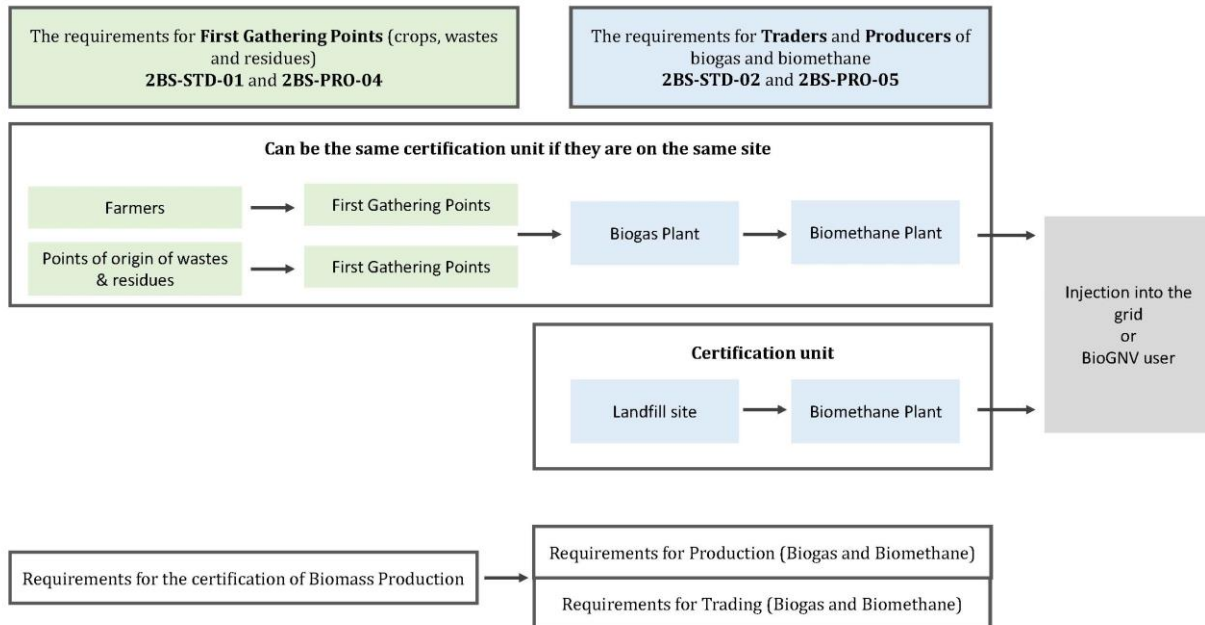 The requirements for First Gathering Points (crops, wastes
and residues)
2BS-STD-01 and 2BS-PRO-04
The requirements for Traders and Producers of
biogas and biomethane
2BS-STD-02 and 2BS-PRO-05
Can be the same certification unit if they are on the same site
Farmers
First Gathering Points
Points of origin of wastes
& residues
First Gathering Points
Biogas Plant
Biomethane Plant
Injection into the
grid
or
BioGNV user
Certification unit
Landfill site
Biomethane Plant
Requirements for the certification of Biomass Production
Requirements for Production (Biogas and Biomethane)
Requirements for Trading (Biogas and Biomethane)